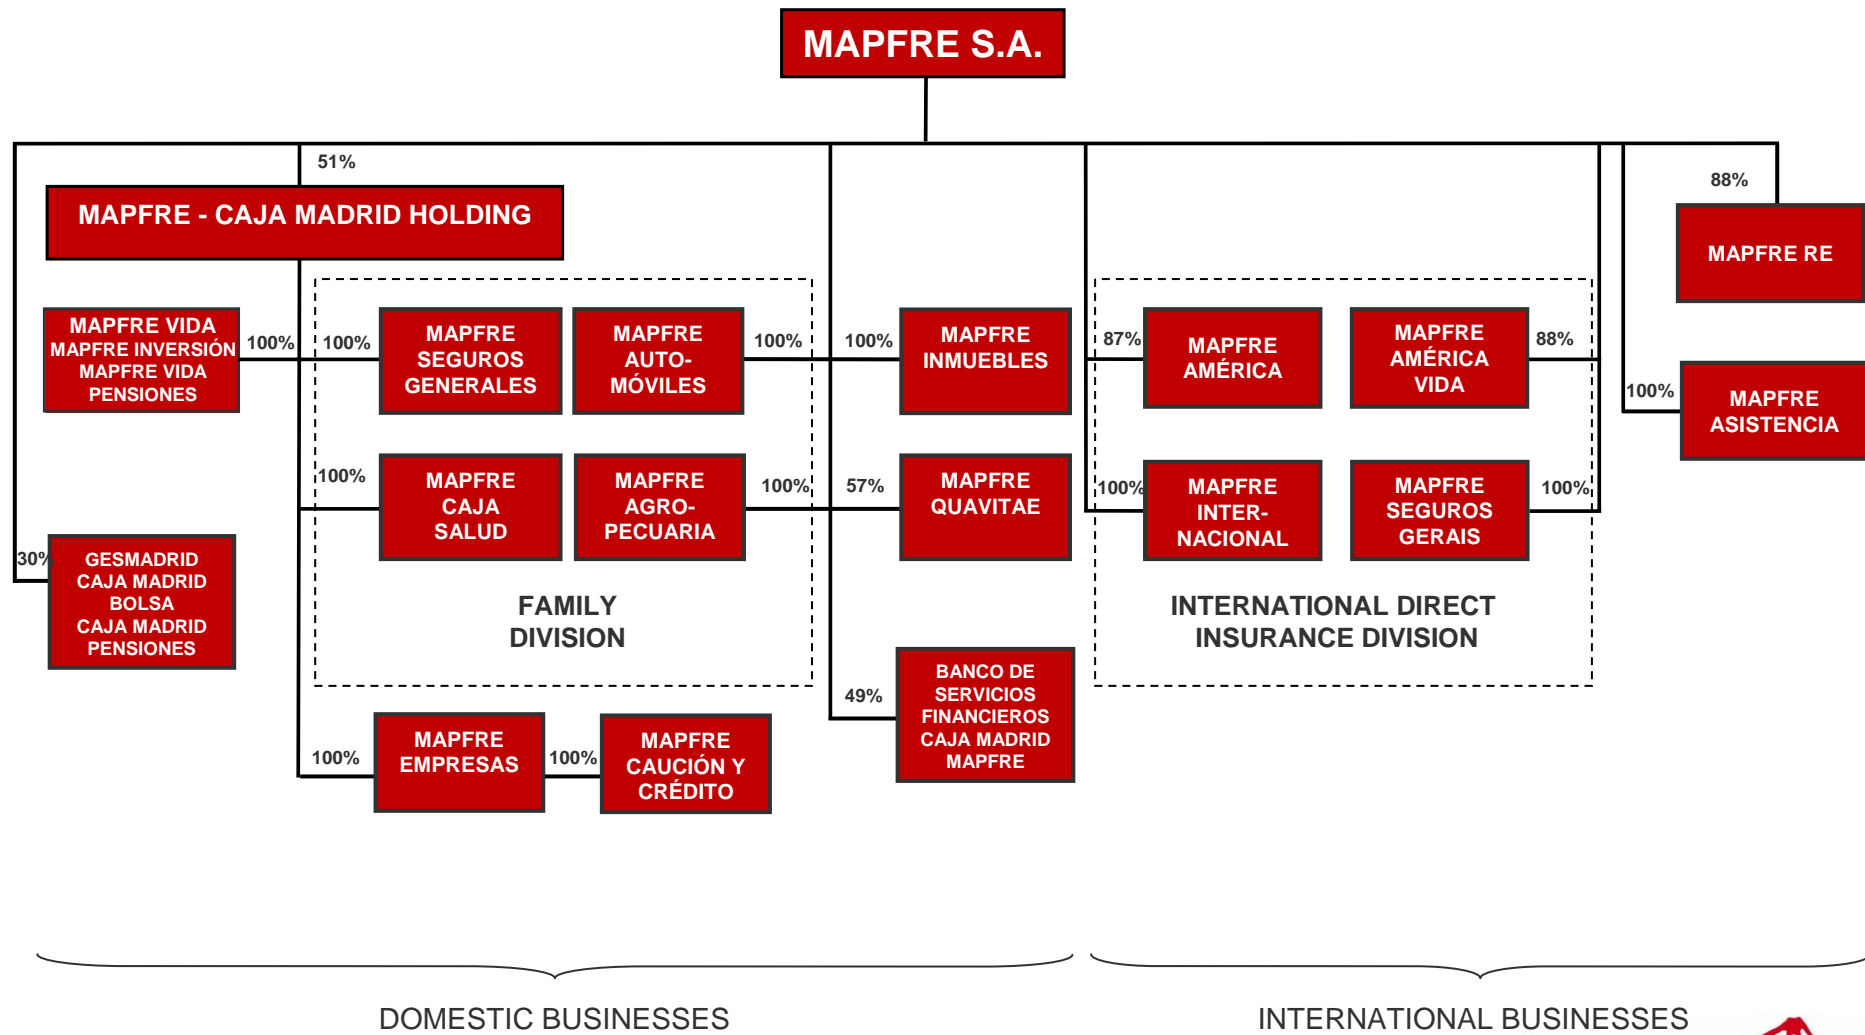 MAPFRE S.A.
51%
88%
MAPFRE - CAJA MADRID HOLDING
MAPFRE RE
MAPFRE VIDA
MAPFRE INVERSIÓN
MAPFRE VIDA
PENSIONES
100%
100%
MAPFRE
SEGUROS
GENERALES
MAPFRE
AUTO-
MÓVILES
100%
100%
MAPFRE
INMUEBLES
87%
MAPFRE
AMÉRICA
MAPFRE
AMÉRICA
VIDA
88%
100%
MAPFRE
ASISTENCIA
100%
MAPFRE
CAJA
SALUD
MAPFRE
AGRO-
PECUARIA
100%
57%
MAPFRE
QUAVITAE
100%
MAPFRE
INTER-
NACIONAL
MAPFRE
SEGUROS
GERAIS
100%
30%
GESMADRID
CAJA MADRID
BOLSA
CAJA MADRID
PENSIONES
FAMILY
DIVISION
INTERNATIONAL DIRECT
INSURANCE DIVISION
49%
BANCO DE
SERVICIOS
FINANCIEROS
CAJA MADRID
MAPFRE
100%
MAPFRE
EMPRESAS
100%
MAPFRE
CAUCIÓN Y
CRÉDITO
DOMESTIC BUSINESSES
INTERNATIONAL BUSINESSES